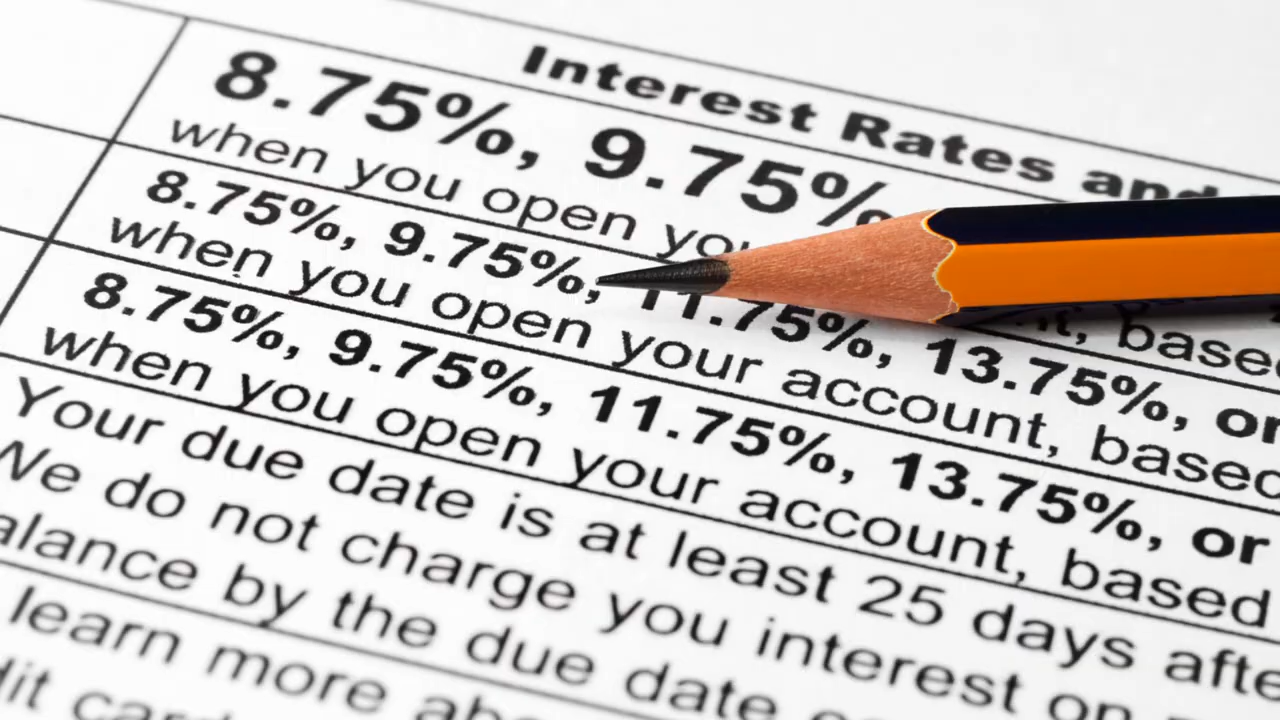 Interest Rates and
8.75%, 9.75%
when you open
8.75%, 9.75%, 11.75%, 13.75%, or
when you open your account, based
8.75%, 9.75%, 11.75%, 13.75%, or
when you open your account, based
Your due date is at least 25 days
We do not charge you interest on
by the due date
learn more